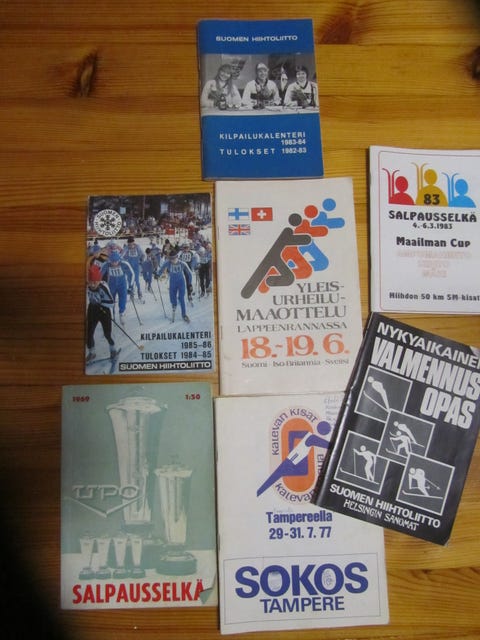 SUOMEN HIIHTOLIITTO
KILPAILUKALENTERI
1983-84
TULOKSET 1982-83
83
SALPAUSSELKÄ
4.-6.3.1983
Maailman Cup
Hiihdon 50 km SM-kisat
KILPAILUKALENTERI
1985-86
TULOKSET 1984-85
SUOMEN HIIHTOLIITTO
YLEIS-
URHEILU-
MAAOTTELU
LAPPEENRANNASSA
18.-19.6.
Suomi - Iso-Britannia - Sveitsi
NYKYAIKAINEN
VALMENNUS
OPAS
SUOMEN HIIHTOLIITTO
HELSINGIN SANOMAT
1969 1:50
UPO
SALPAUSSELKÄ
Kalevan kisat
Tampereella
29-31.7.77
SOKOS
TAMPERE